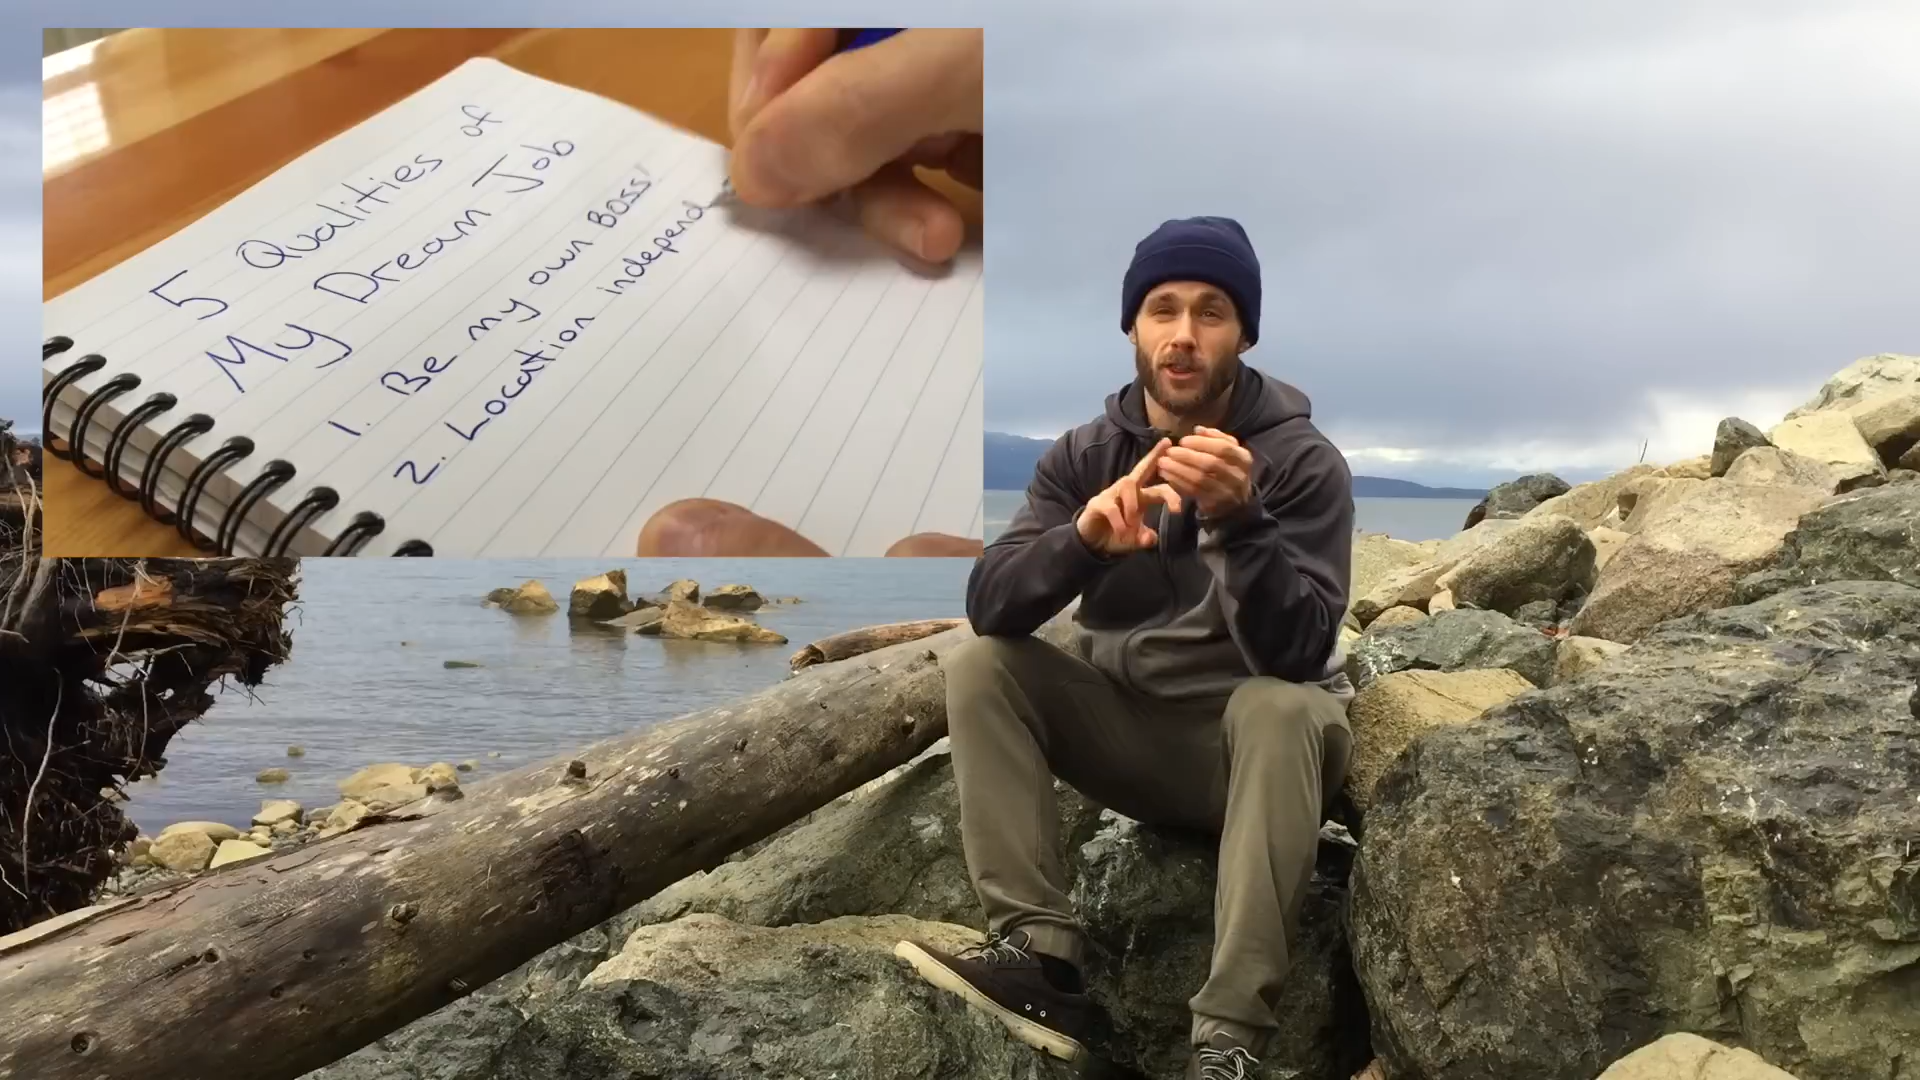 5 Qualities of
My Dream Job
1. Be my own Boss!
2. Location independ